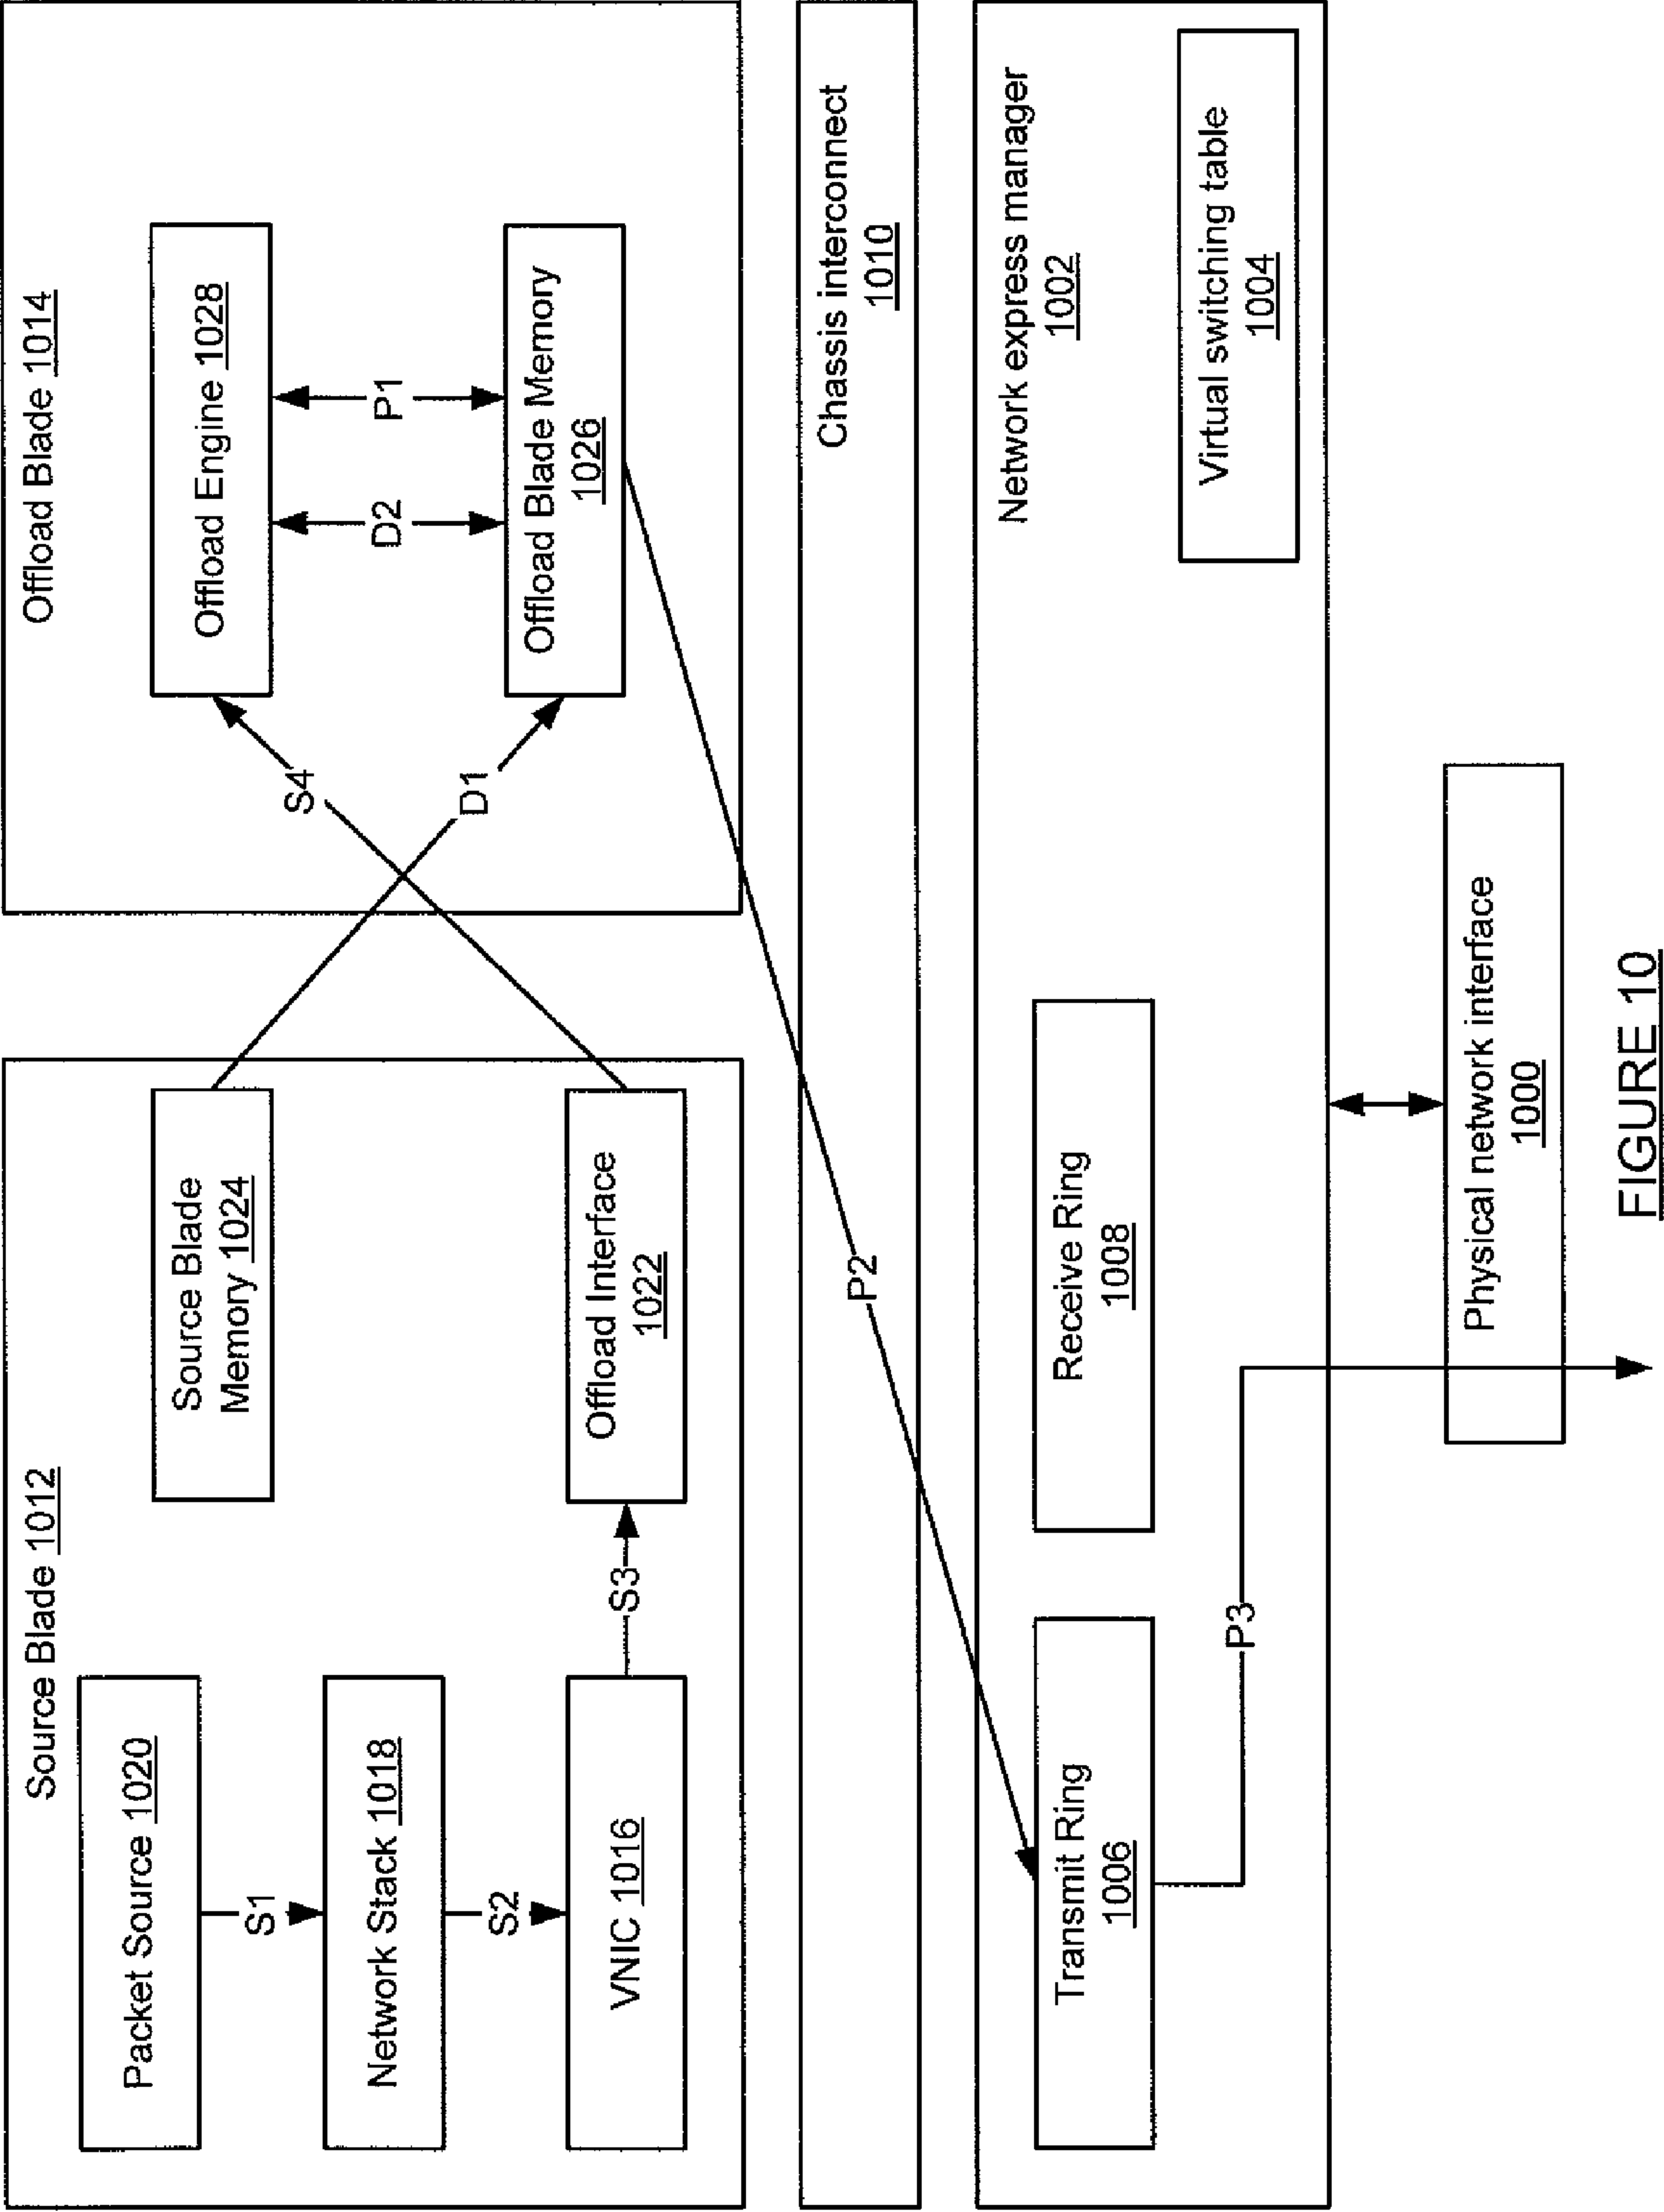 Source Blade 1012
Packet Source 1020
S1
Network Stack 1018
S2
VNIC 1016
S3
Source Blade
Memory 1024
Offload Interface
1022
Offload Blade 1014
Offload Engine 1028
S4
D1
D2
P1
Offload Blade Memory
1026
Chassis interconnect
1010
P2
Network express manager
1002
Transmit Ring
1006
Receive Ring
1008
Virtual switching table
1004
P3
Physical network interface
1000
FIGURE 10